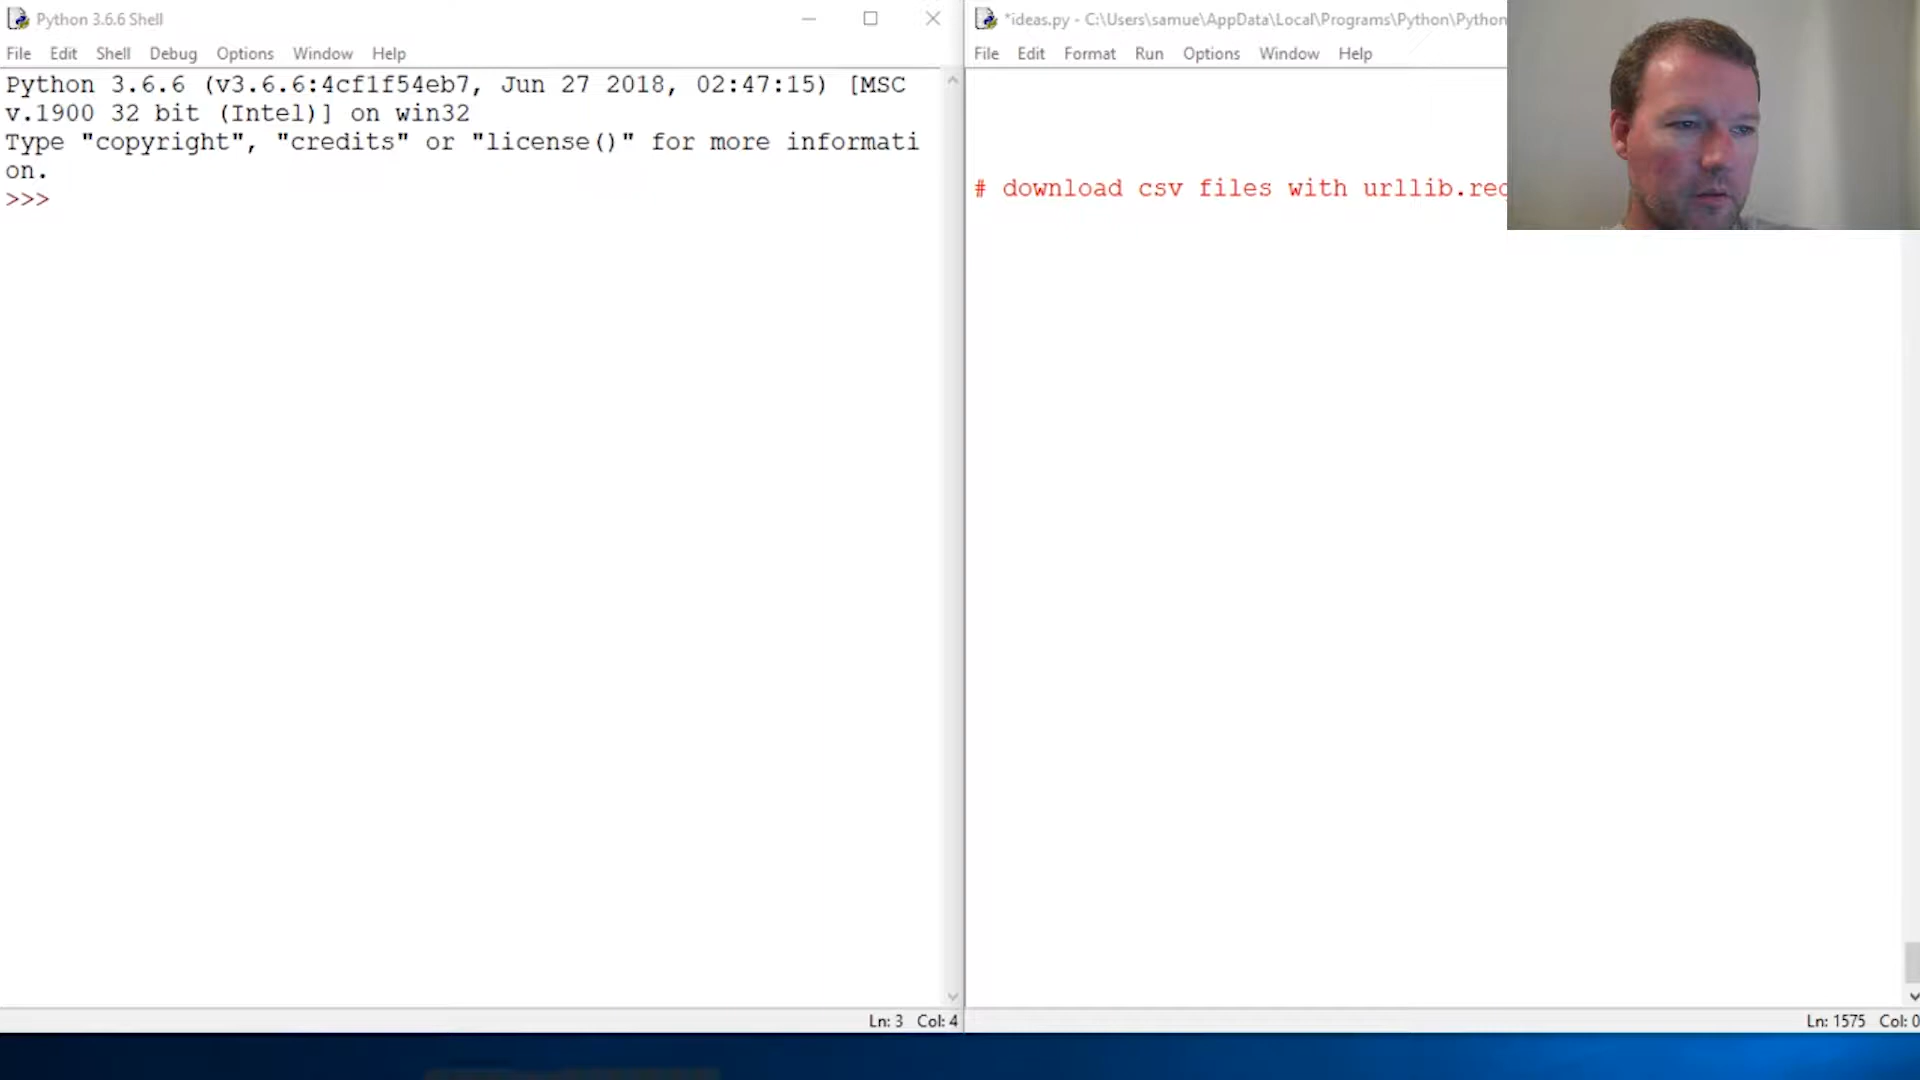 Python 3.6.6 Shell
File Edit Shell Debug Options Window Help
Python 3.6.6 (v3.6.6:4cf1f54eb7, Jun 27 2018, 02:47:15) [MSC
v.1900 32 bit (Intel)] on win32
Type "copyright", "credits" or "license()" for more informati
on.
>>>
Ln: 3 Col: 4
*ideas.py - C:\Users\samue\AppData\Local\Programs\Python\Python
File Edit Format Run Options Window Help
# download csv files with urllib.req
Ln: 1575 Col: 0